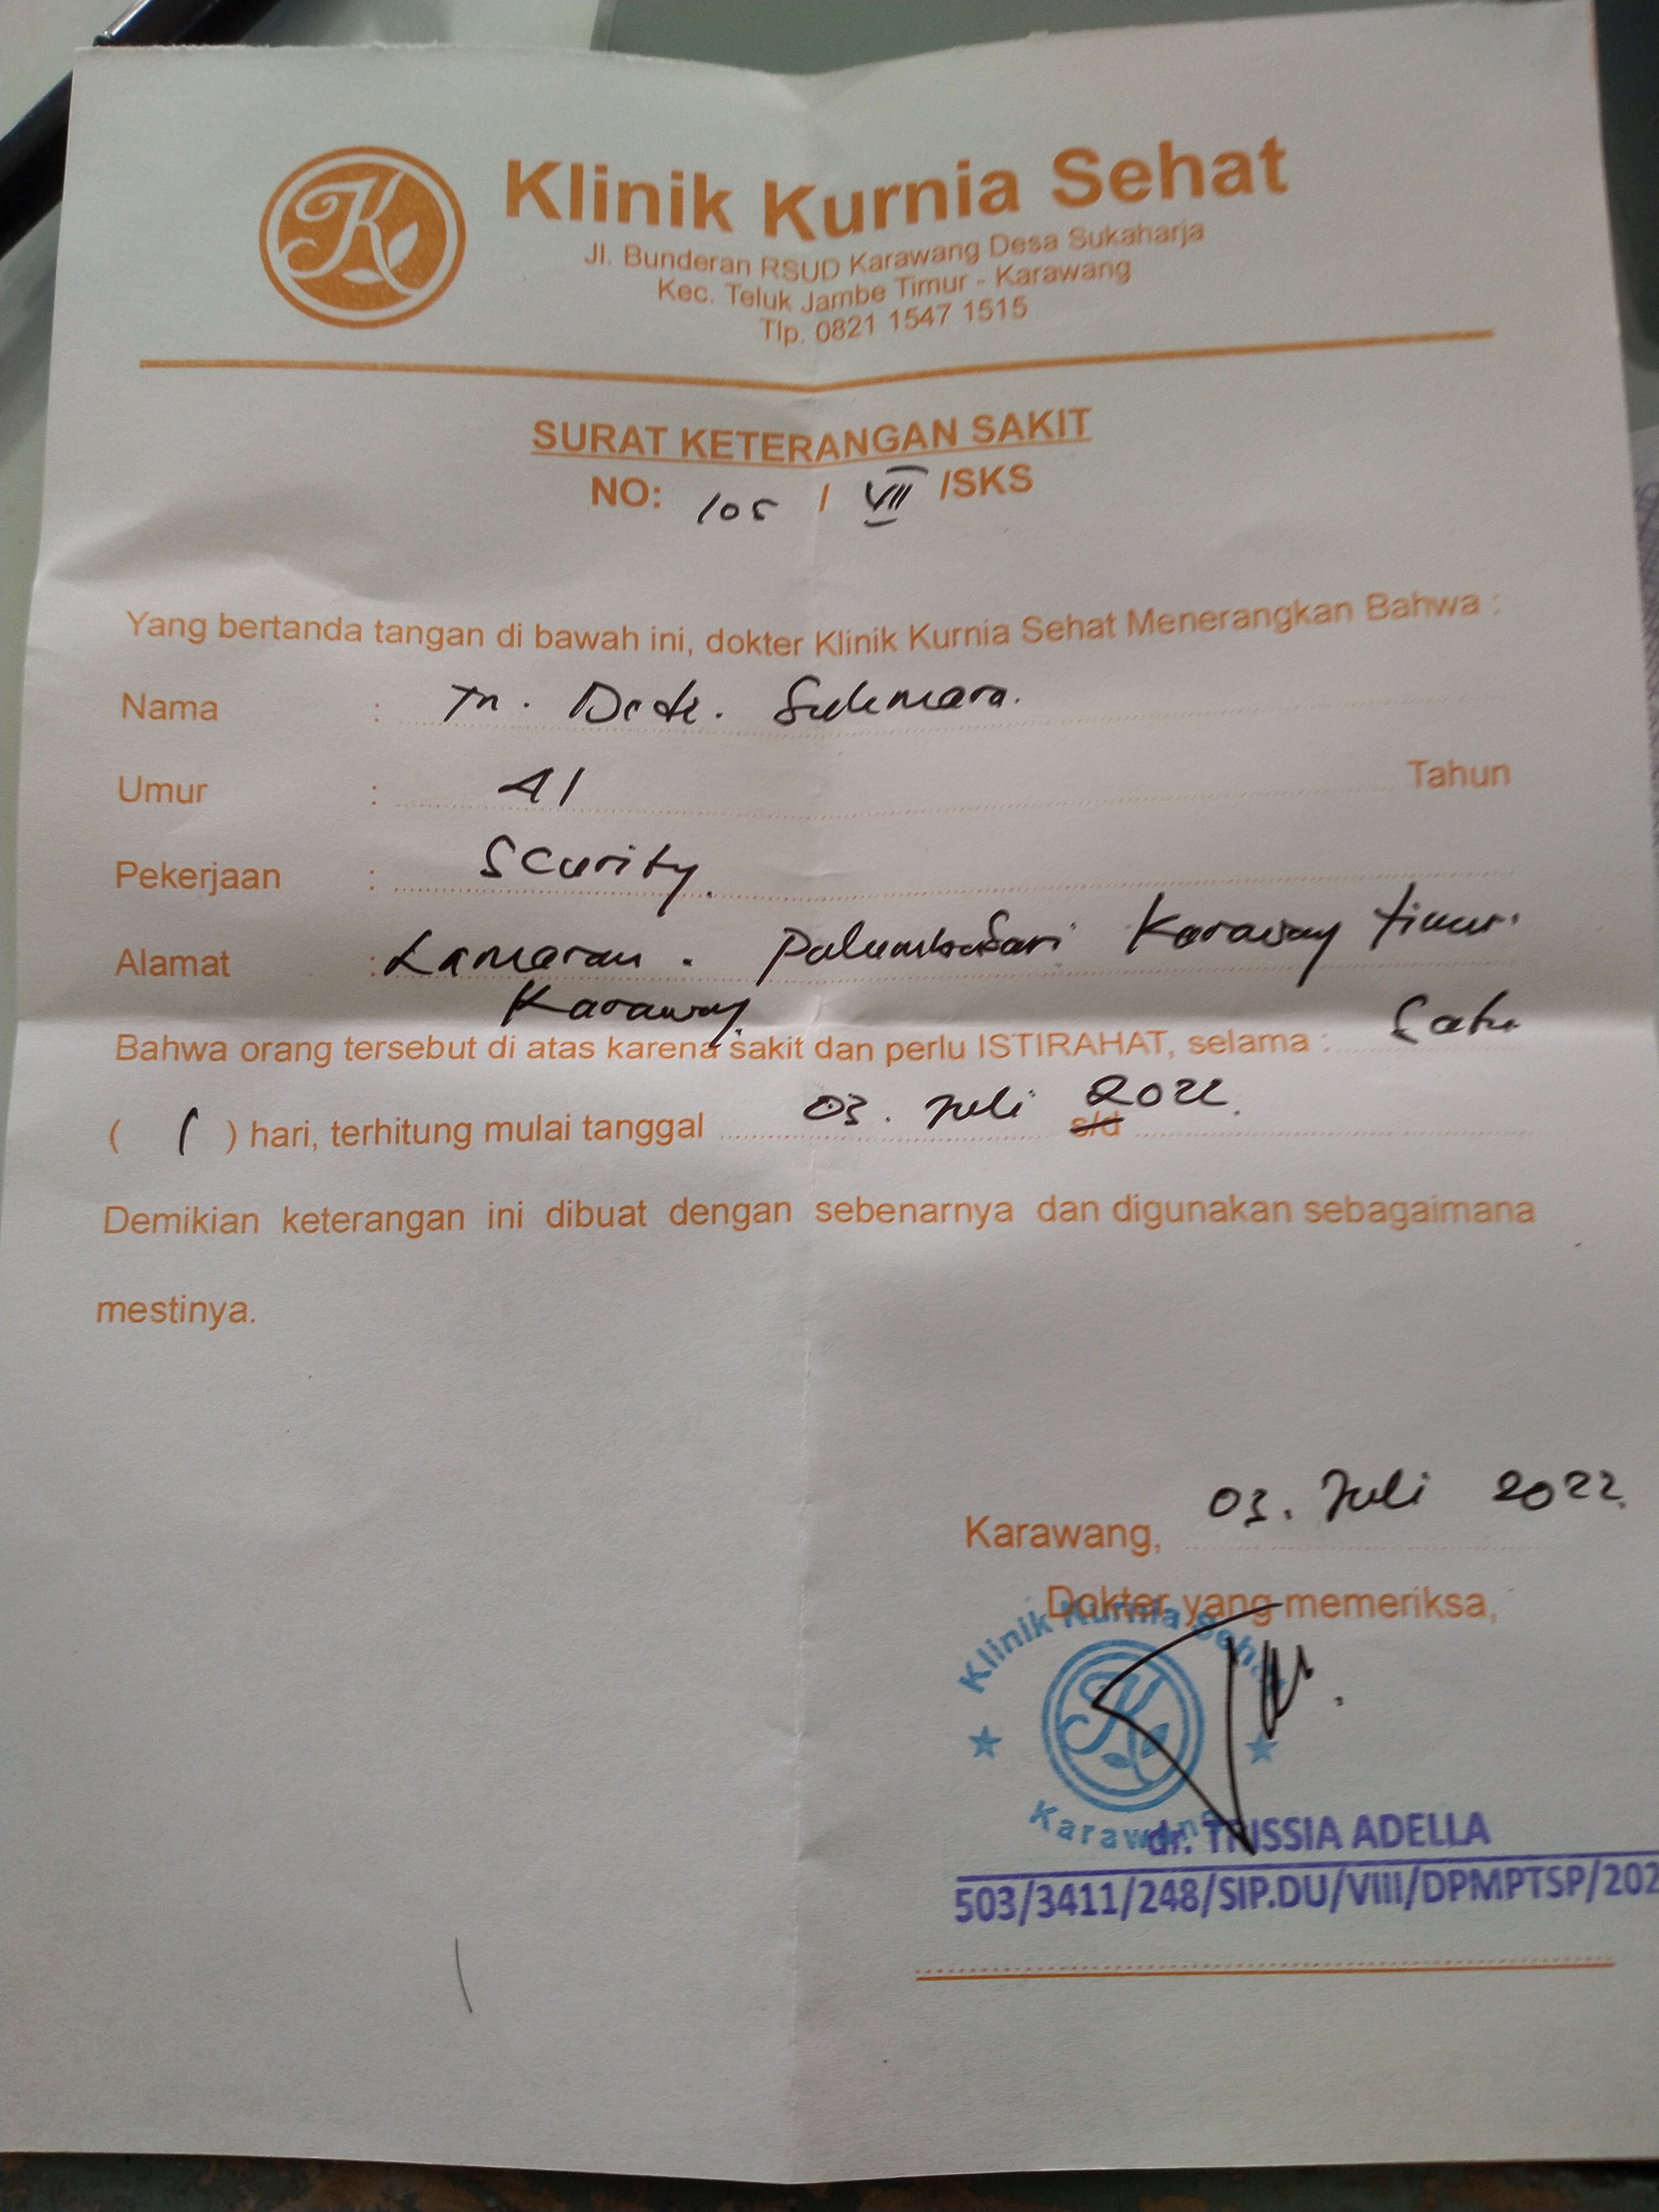 Klinik Kurnia Sehat
Jl. Bunderan RSUD Karawang Desa Sukaharja
Kec. Teluk Jambe Timur - Karawang
Tlp. 0821 1547 1515
SURAT KETERANGAN SAKIT
NO: 105 / VII /SKS
Yang bertanda tangan di bawah ini, dokter Klinik Kurnia Sehat Menerangkan Bahwa :
Nama : Tn.
Umur : 41 Tahun
Pekerjaan : Scurity.
Alamat : Lamaran. Palumbonsari Karawang timur.
Karawang.
Bahwa orang tersebut di atas karena sakit dan perlu ISTIRAHAT, selama : Satu
( 1 ) hari, terhitung mulai tanggal 03. Juli s/d 2022.
Demikian keterangan ini dibuat dengan sebenarnya dan digunakan sebagaimana
mestinya.
Karawang, 03. Juli 2022.
Dokter yang memeriksa,
Klinik Kurnia Sehat
Karawang
dr. TRISSIA ADELLA
503/3411/248/SIP.DU/VIII/DPMPTSP/202